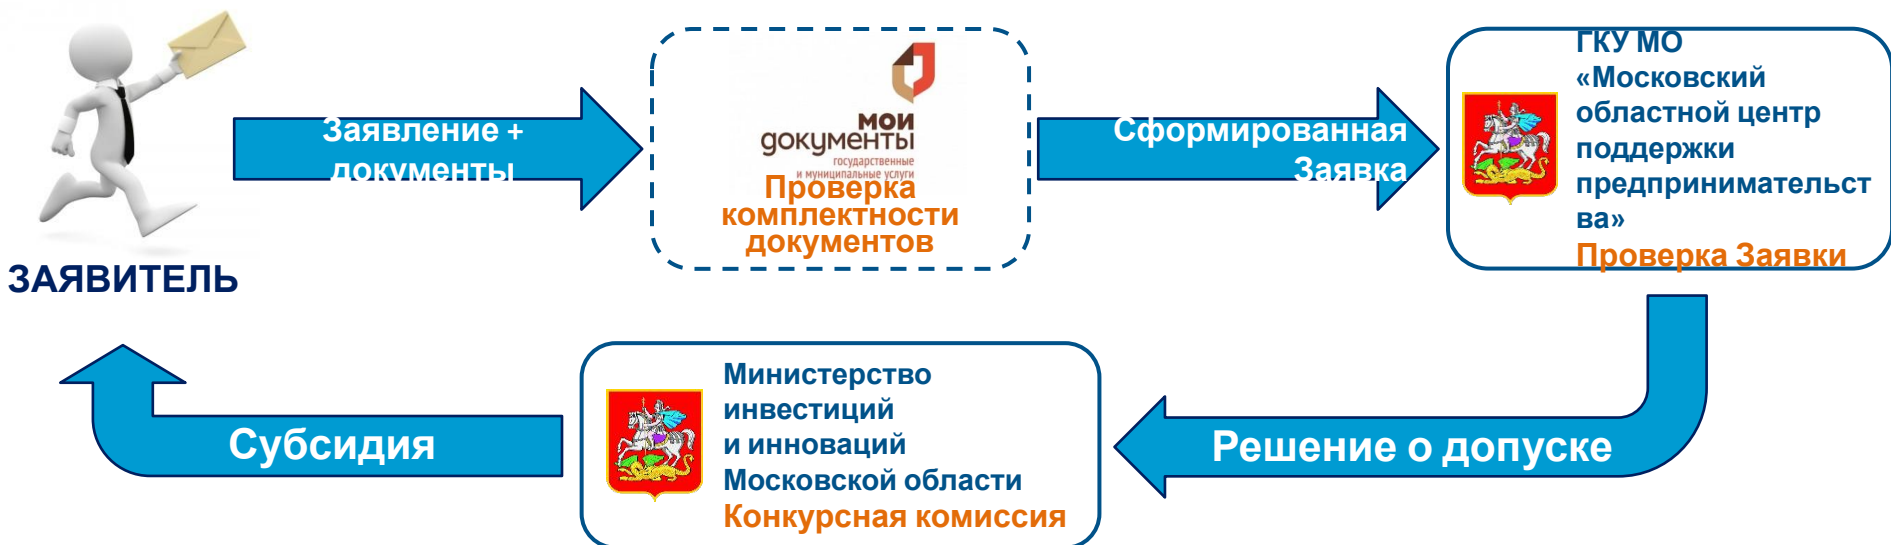 ЗАЯВИТЕЛЬ
Заявление +
документы
мои
документы
государственные
и муниципальные услуги
Проверка
комплектности
документов
Сформированная
Заявка
ГКУ МО
«Московский
областной центр
поддержки
предпринимательст
ва»
Проверка Заявки
Решение о допуске
Министерство
инвестиций
и инноваций
Московской области
Конкурсная комиссия
Субсидия